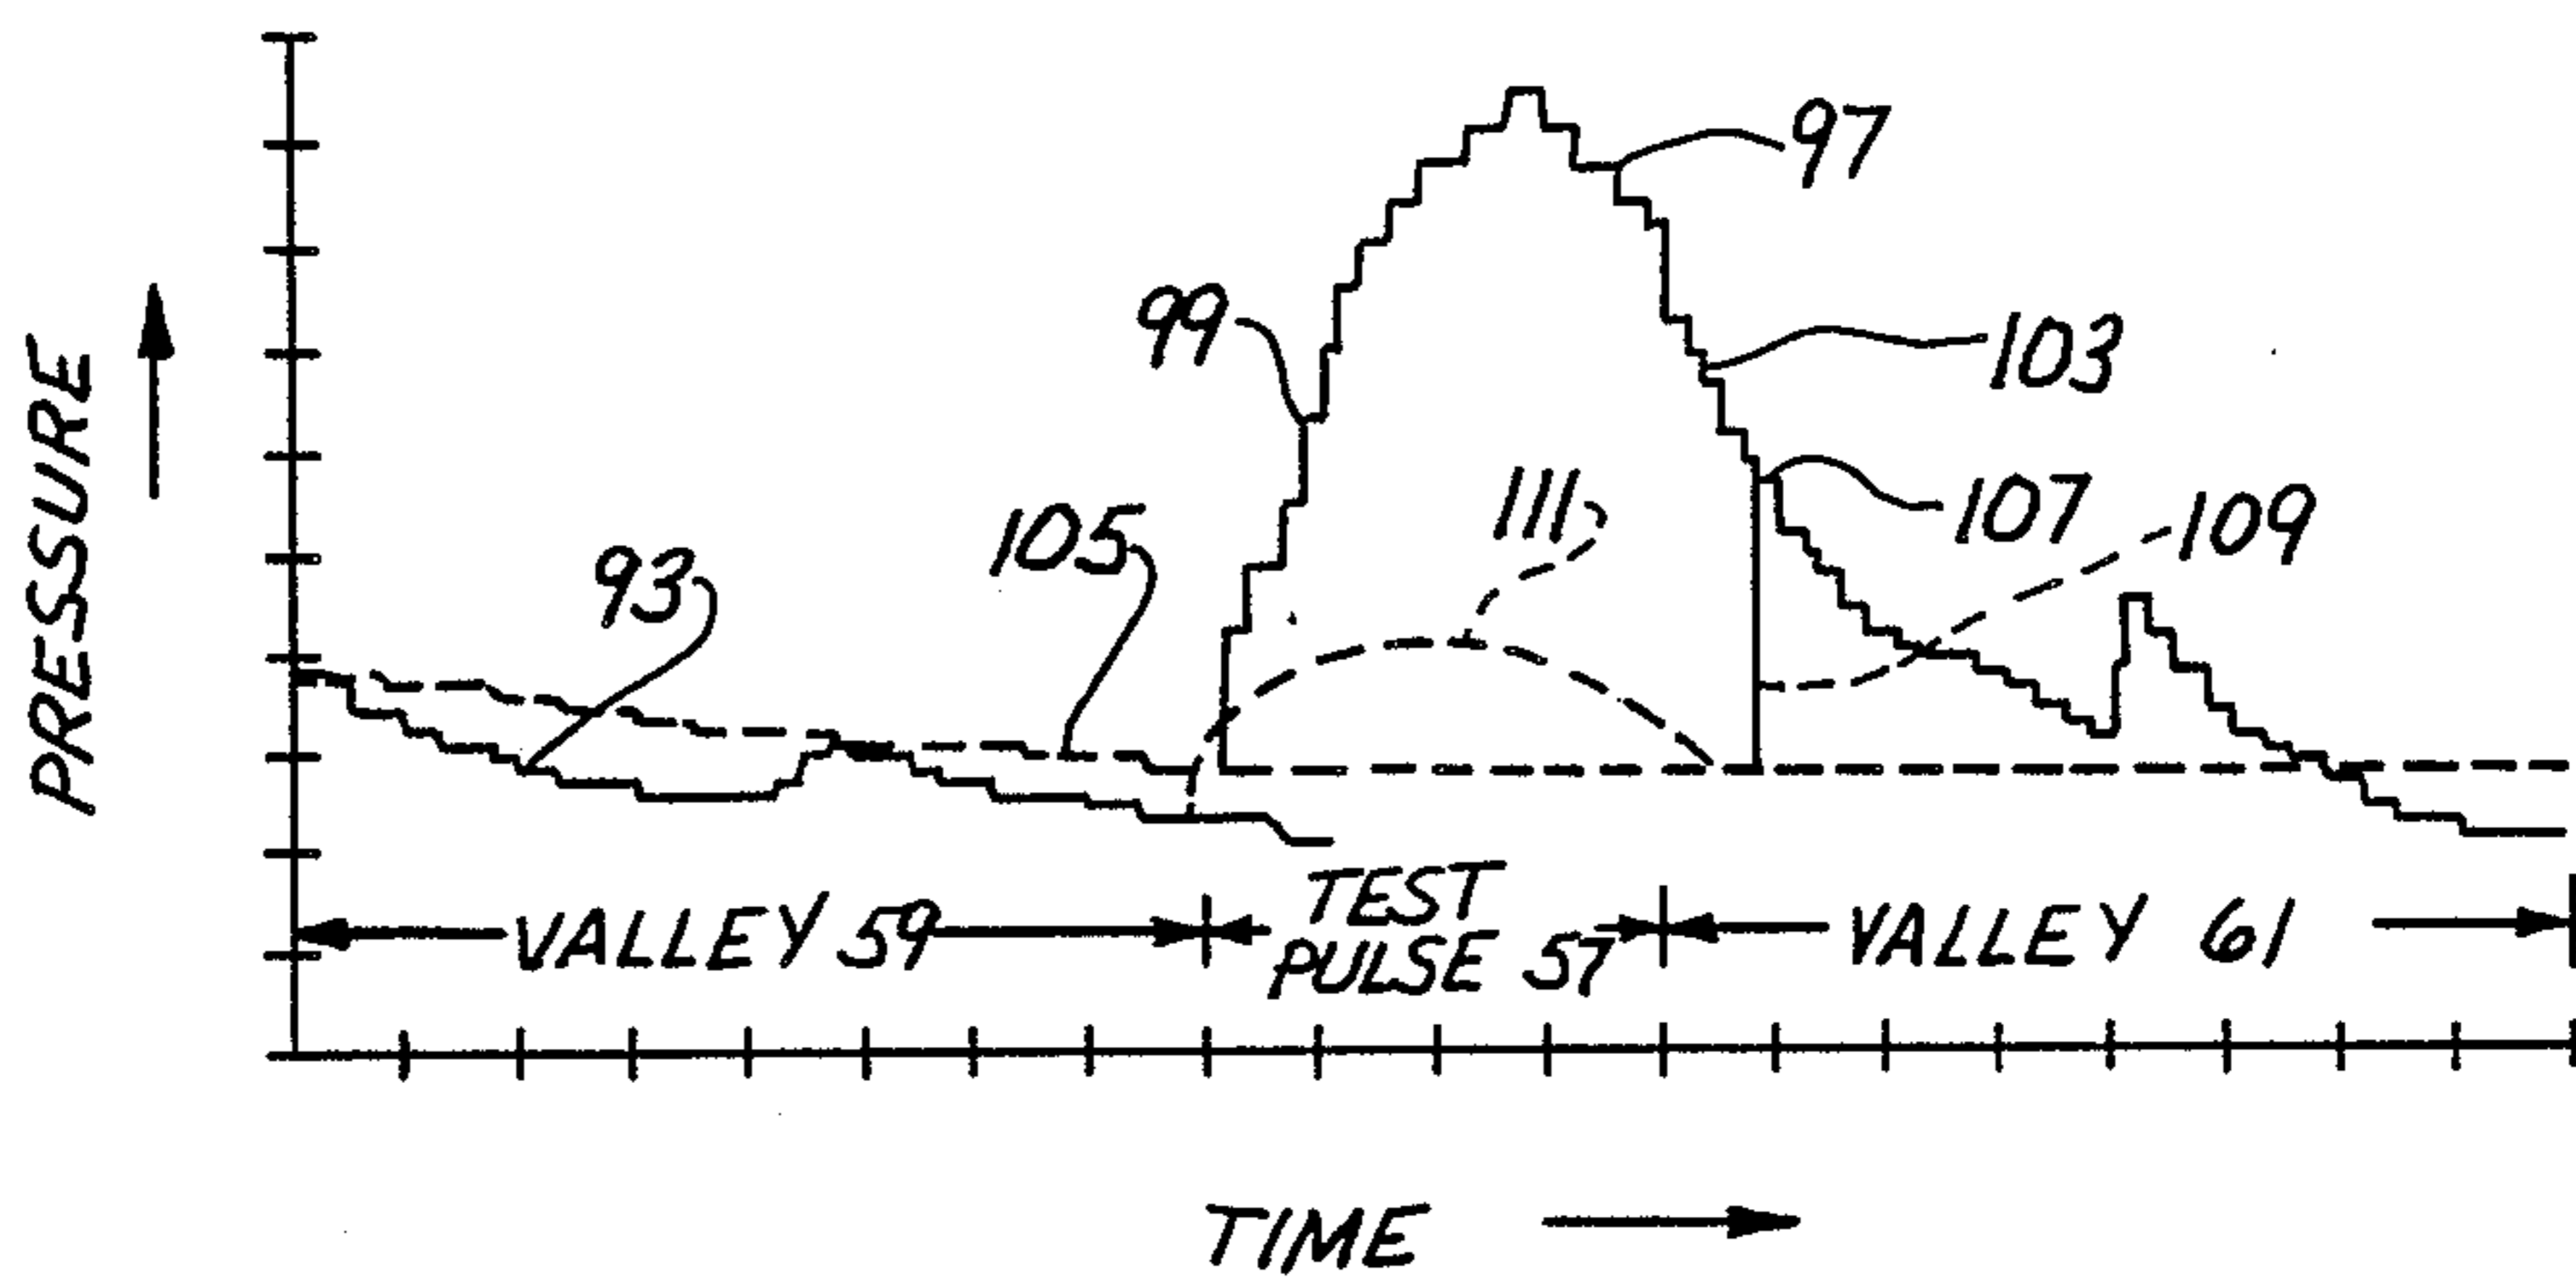 97
99
103
111
107
109
105
93
PRESSURE
VALLEY 59
TEST
PULSE 57
VALLEY 61
TIME